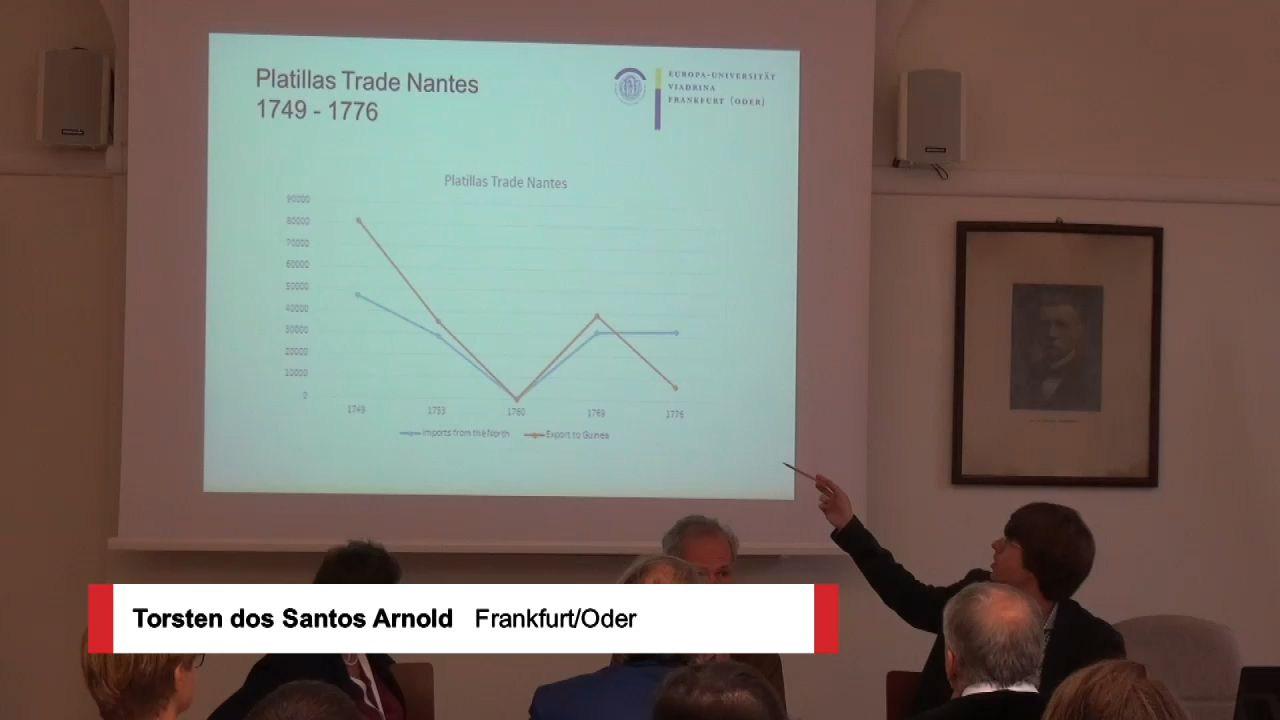 Platillas Trade Nantes
1749 - 1776
EUROPA-UNIVERSITÄT
VIADRINA
FRANKFURT (ODER)
Platillas Trade Nantes
90000
80000
70000
60000
50000
40000
30000
20000
10000
0
1749 1753 1760 1769 1776
Imports from the North Export to Guinea
Torsten dos Santos Arnold Frankfurt/Oder